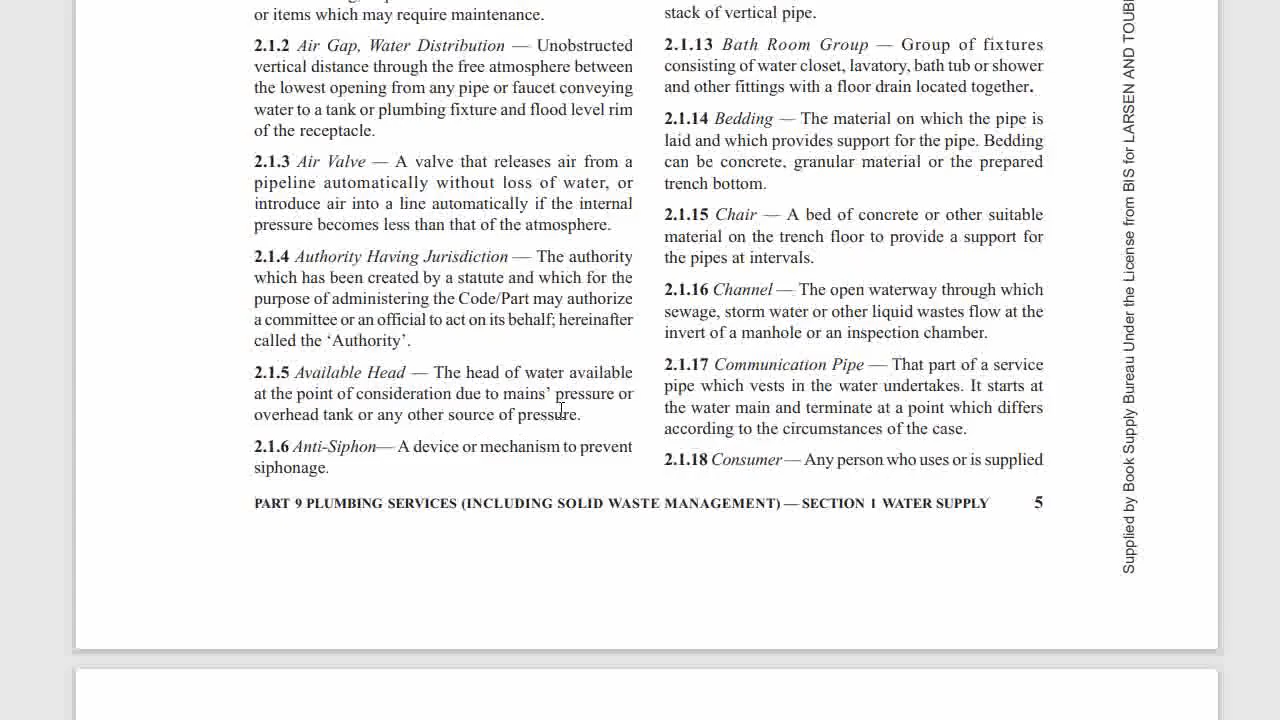 or items which may require maintenance.
2.1.2 Air Gap, Water Distribution — Unobstructed
vertical distance through the free atmosphere between
the lowest opening from any pipe or faucet conveying
water to a tank or plumbing fixture and flood level rim
of the receptacle.
2.1.3 Air Valve — A valve that releases air from a
pipeline automatically without loss of water, or
introduce air into a line automatically if the internal
pressure becomes less than that of the atmosphere.
2.1.4 Authority Having Jurisdiction — The authority
which has been created by a statute and which for the
purpose of administering the Code/Part may authorize
a committee or an official to act on its behalf; hereinafter
called the ‘Authority’.
2.1.5 Available Head — The head of water available
at the point of consideration due to mains’ pressure or
overhead tank or any other source of pressure.
2.1.6 Anti-Siphon— A device or mechanism to prevent
siphonage.
stack of vertical pipe.
2.1.13 Bath Room Group — Group of fixtures
consisting of water closet, lavatory, bath tub or shower
and other fittings with a floor drain located together.
2.1.14 Bedding — The material on which the pipe is
laid and which provides support for the pipe. Bedding
can be concrete, granular material or the prepared
trench bottom.
2.1.15 Chair — A bed of concrete or other suitable
material on the trench floor to provide a support for
the pipes at intervals.
2.1.16 Channel — The open waterway through which
sewage, storm water or other liquid wastes flow at the
invert of a manhole or an inspection chamber.
2.1.17 Communication Pipe — That part of a service
pipe which vests in the water undertakes. It starts at
the water main and terminate at a point which differs
according to the circumstances of the case.
2.1.18 Consumer — Any person who uses or is supplied
PART 9 PLUMBING SERVICES (INCLUDING SOLID WASTE MANAGEMENT) — SECTION 1 WATER SUPPLY 5
Supplied by Book Supply Bureau Under the License from BIS for LARSEN AND TOUB